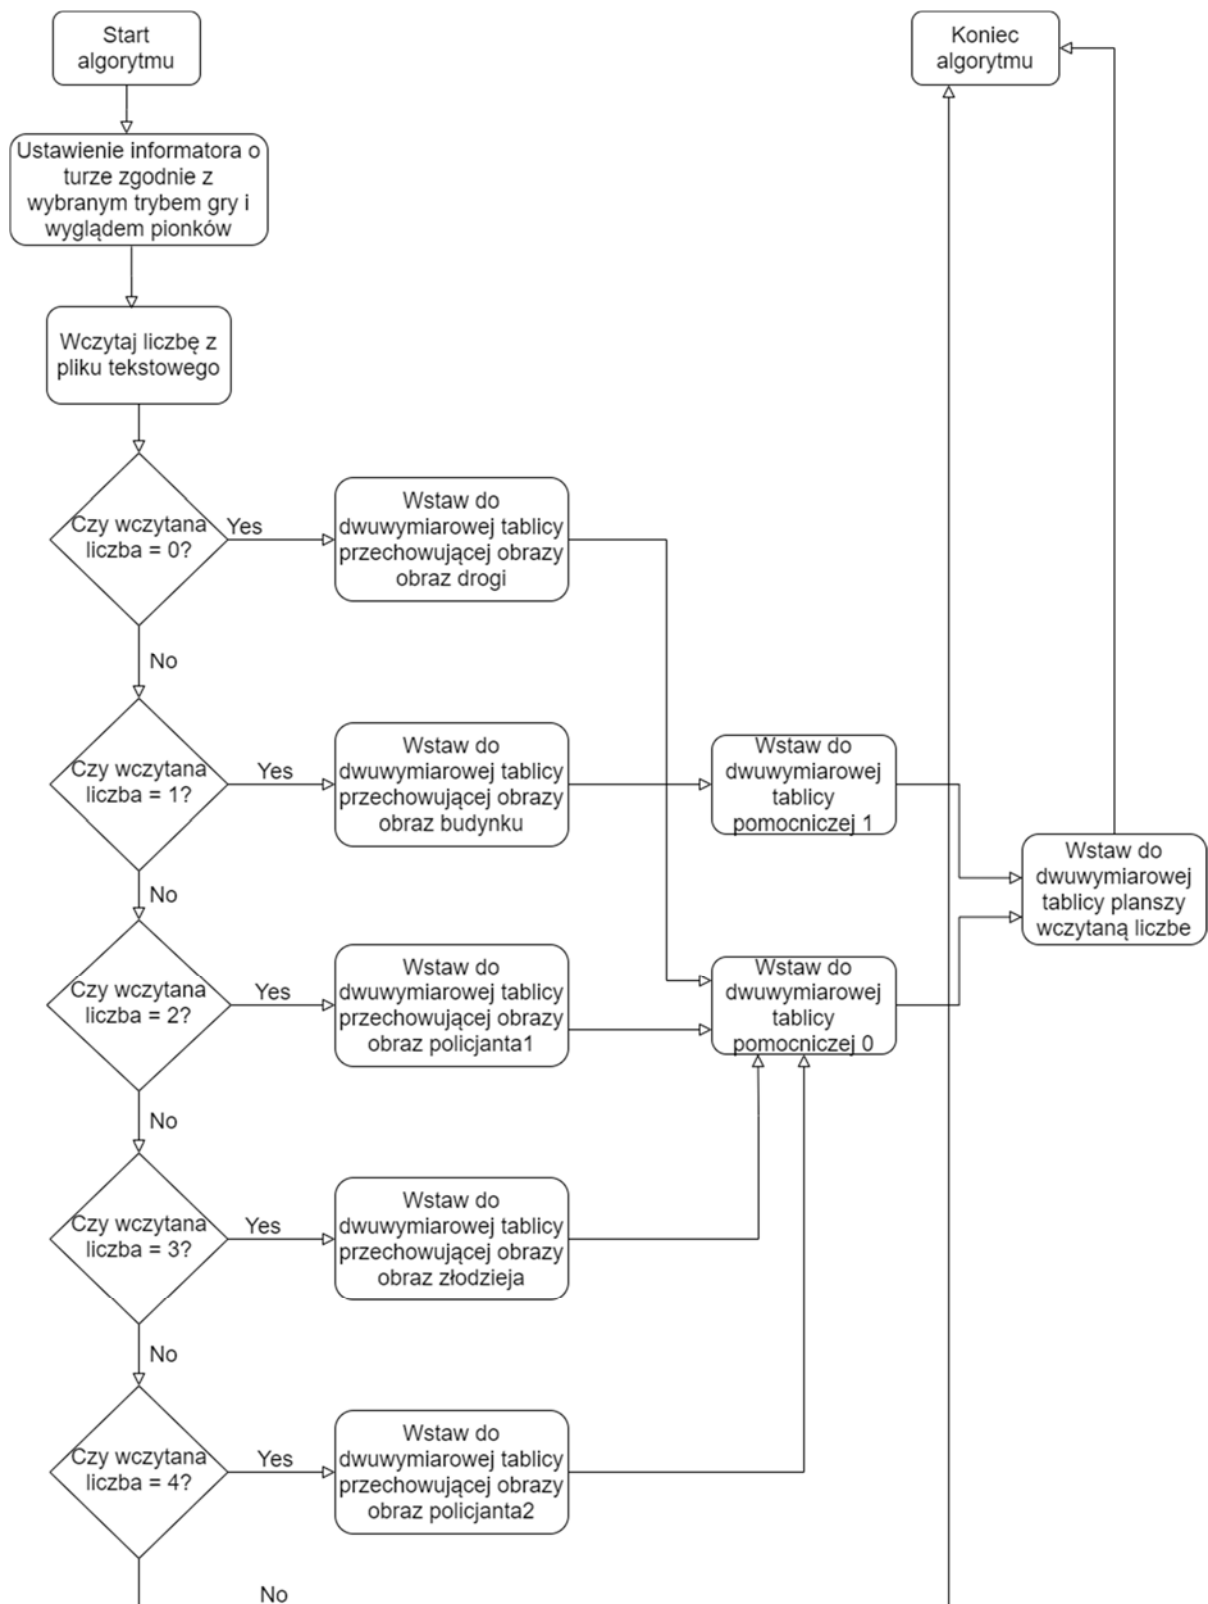 Start
algorytmu
Koniec
algorytmu
Ustawienie informatora o
turze zgodnie z
wybranym trybem gry i
wyglądem pionków
Wczytaj liczbę z
pliku tekstowego
Czy wczytana
liczba = 0?
Yes
Wstaw do
dwuwymiarowej tablicy
przechowującej obrazy
obraz drogi
No
Czy wczytana
liczba = 1?
Yes
Wstaw do
dwuwymiarowej tablicy
przechowującej obrazy
obraz budynku
Wstaw do
dwuwymiarowej
tablicy
pomocniczej 1
Wstaw do
dwuwymiarowej
tablicy planszy
wczytaną liczbe
No
Czy wczytana
liczba = 2?
Yes
Wstaw do
dwuwymiarowej tablicy
przechowującej obrazy
obraz policjanta1
Wstaw do
dwuwymiarowej
tablicy
pomocniczej 0
No
Czy wczytana
liczba = 3?
Yes
Wstaw do
dwuwymiarowej tablicy
przechowującej obrazy
obraz złodzieja
No
Czy wczytana
liczba = 4?
Yes
Wstaw do
dwuwymiarowej tablicy
przechowującej obrazy
obraz policjanta2
No